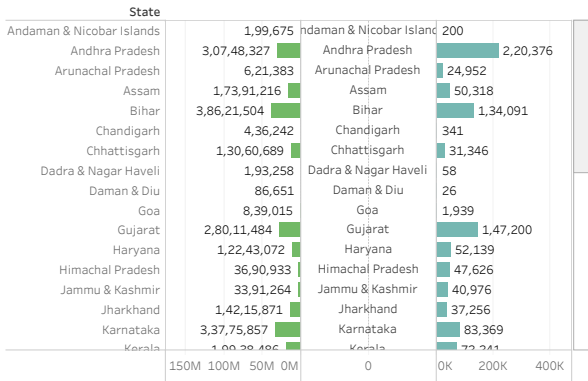 State
Andaman & Nicobar Islands 1,99,675 ndaman & Nicobar Islanc 200
Andhra Pradesh 3,07,48,327 Andhra Pradesh 2,20,376
Arunachal Pradesh 6,21,383 Arunachal Pradesh 24,952
Assam 1,73,91,216 Assam 50,318
Bihar 3,86,21,504 Bihar 1,34,091
Chandigarh 4,36,242 Chandigarh 341
Chhattisgarh 1,30,60,689 Chhattisgarh 31,346
Dadra & Nagar Haveli 1,93,258 Dadra & Nagar Haveli 58
Daman & Diu 86,651 Daman & Diu 26
Goa 8,39,015 Goa 1,939
Gujarat 2,80,11,484 Gujarat 1,47,200
Haryana 1,22,43,072 Haryana 52,139
Himachal Pradesh 36,90,933 Himachal Pradesh 47,626
Jammu & Kashmir 33,91,264 Jammu & Kashmir 40,976
Jharkhand 1,42,15,871 Jharkhand 37,256
Karnataka 3,37,75,857 Karnataka 83,369
Kerala 1,99,38,486 Kerala
150M 100M 50M 0M 0 0K 200K 400K